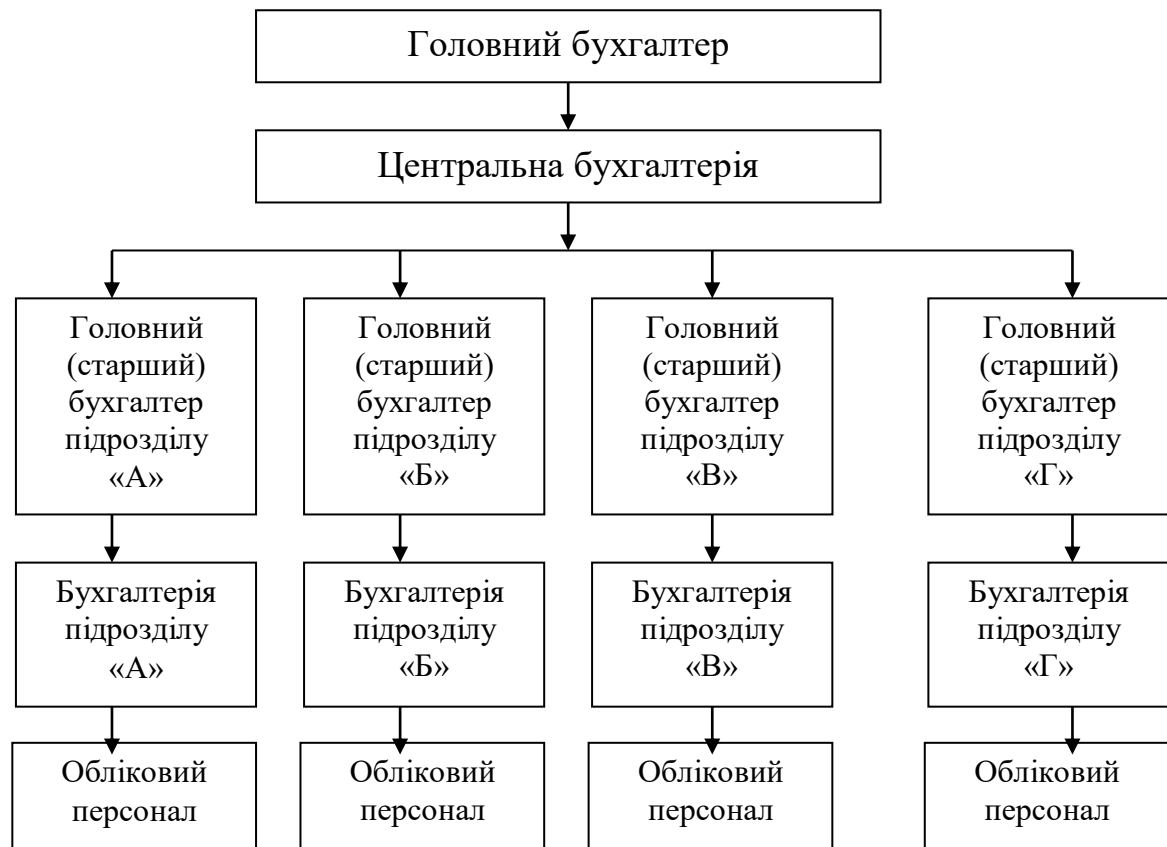 Головний бухгалтер
Центральна бухгалтерія
Головний
(старший)
бухгалтер
підрозділу
«А»
Головний
(старший)
бухгалтер
підрозділу
«Б»
Головний
(старший)
бухгалтер
підрозділу
«В»
Головний
(старший)
бухгалтер
підрозділу
«Г»
Бухгалтерія
підрозділу
«А»
Бухгалтерія
підрозділу
«Б»
Бухгалтерія
підрозділу
«В»
Бухгалтерія
підрозділу
«Г»
Обліковий
персонал
Обліковий
персонал
Обліковий
персонал
Обліковий
персонал